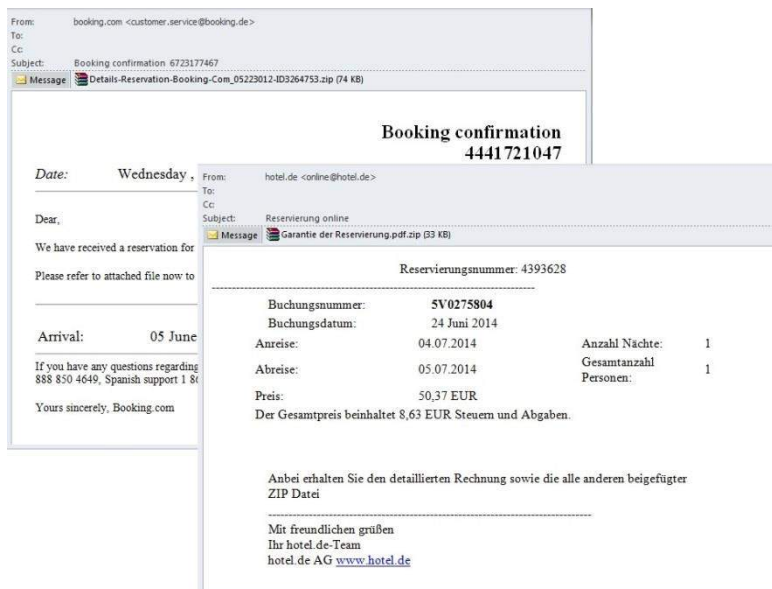 From: booking.com <customer.service@booking.de>
To:
Cc:
Subject: Booking confirmation 6723177467
Message Details-Reservation-Booking-Com_05223012-ID3264753.zip (74 KB)
Booking confirmation
4441721047
Date: Wednesday ,
Dear,
We have received a reservation for
Please refer to attached file now to
Arrival: 05 June
If you have any questions regarding
888 850 4649, Spanish support 1 8
Yours sincerely, Booking.com
From: hotel.de <online@hotel.de>
To:
Cc:
Subject: Reservierung online
Message Garantie der Reservierung.pdf.zip (33 KB)
Reservierungsnummer: 4393628
Buchungsnummer: 5V0275804
Buchungsdatum: 24 Juni 2014
Anreise: 04.07.2014 Anzahl Nächte: 1
Abreise: 05.07.2014 Gesamtanzahl Personen: 1
Preis: 50,37 EUR
Der Gesamtpreis beinhaltet 8,63 EUR Steuern und Abgaben.
Anbei erhalten Sie den detaillierten Rechnung sowie die alle anderen beigefügter
ZIP Datei
Mit freundlichen grüßen
Ihr hotel.de-Team
hotel.de AG www.hotel.de